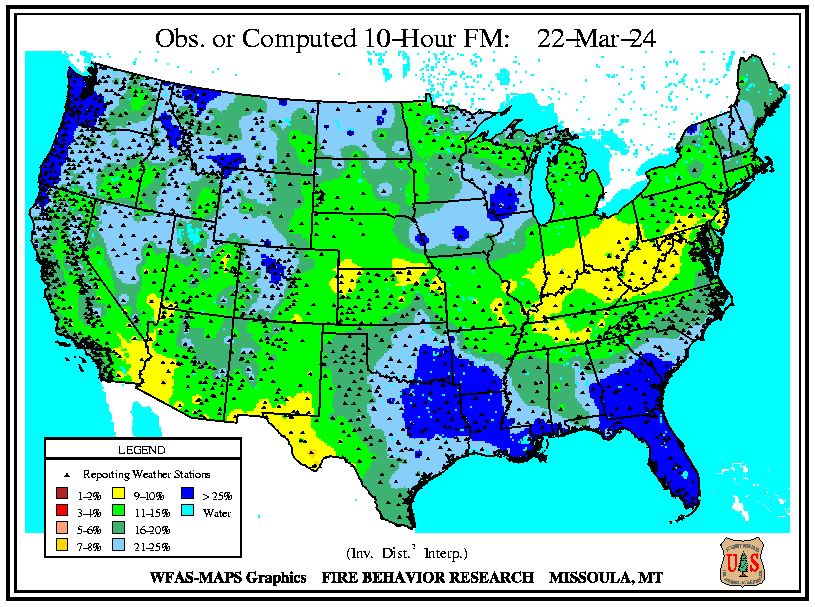 Obs. or Computed 10-Hour FM: 22-Mar-24
LEGEND
Reporting Weather Stations
1-2% 9-10% > 25%
3-4% 11-15% Water
5-6% 16-20%
7-8% 21-25%
(Inv. Dist.² Interp.)
WFAS-MAPS Graphics FIRE BEHAVIOR RESEARCH MISSOULA, MT
U S